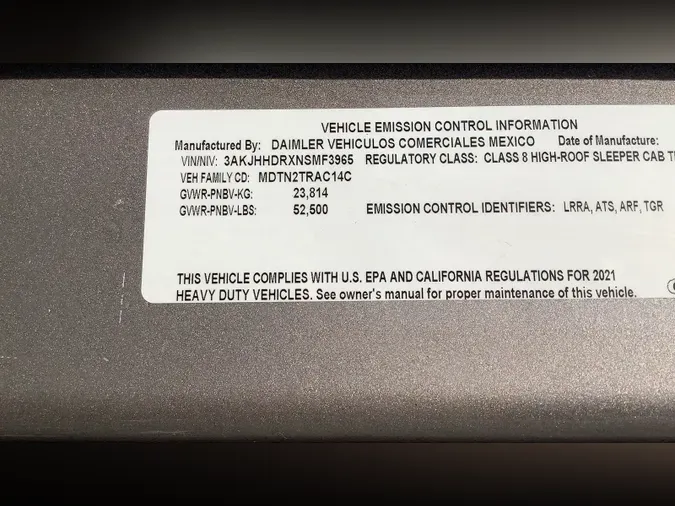 VEHICLE EMISSION CONTROL INFORMATION
Manufactured By: DAIMLER VEHICULOS COMERCIALES MEXICO Date of Manufacture:
VIN/NIV: 3AKJHHDRXNSMF3965 REGULATORY CLASS: CLASS 8 HIGH-ROOF SLEEPER CAB
VEH FAMILY CD: MDTN2TRAC14C
GVWR-PNBV-KG: 23,814
GVWR-PNBV-LBS: 52,500 EMISSION CONTROL IDENTIFIERS: LRRA, ATS, ARF, TGR
THIS VEHICLE COMPLIES WITH U.S. EPA AND CALIFORNIA REGULATIONS FOR 2021
HEAVY DUTY VEHICLES. See owner's manual for proper maintenance of this vehicle.